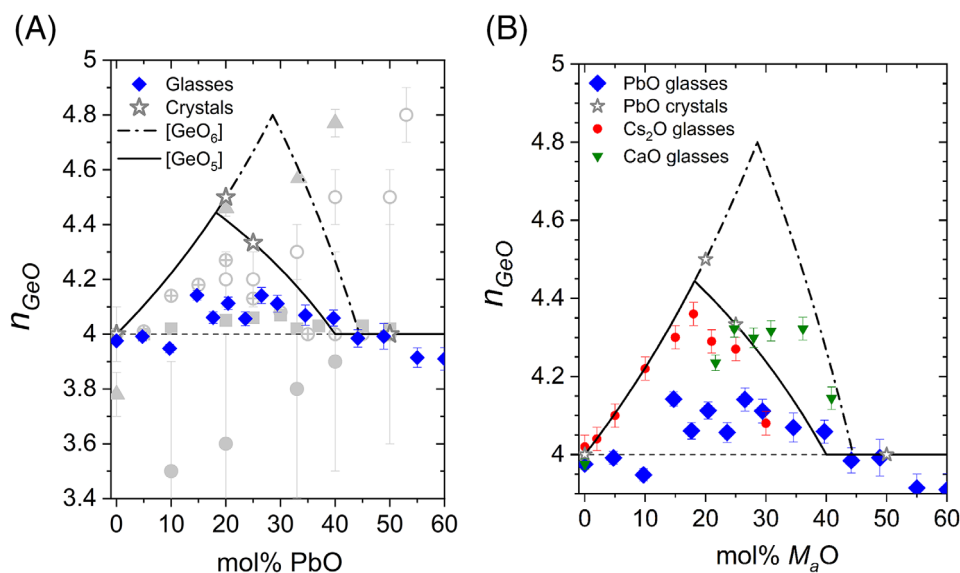 (A)
Glasses
Crystals
[GeO₆]
[GeO₅]
5
4.8
4.6
4.4
4.2
4
3.8
3.6
3.4
n_GeO
0 10 20 30 40 50 60
mol% PbO
(B)
PbO glasses
PbO crystals
Cs₂O glasses
CaO glasses
5
4.8
4.6
4.4
4.2
4
n_GeO
0 10 20 30 40 50 60
mol% MₐO